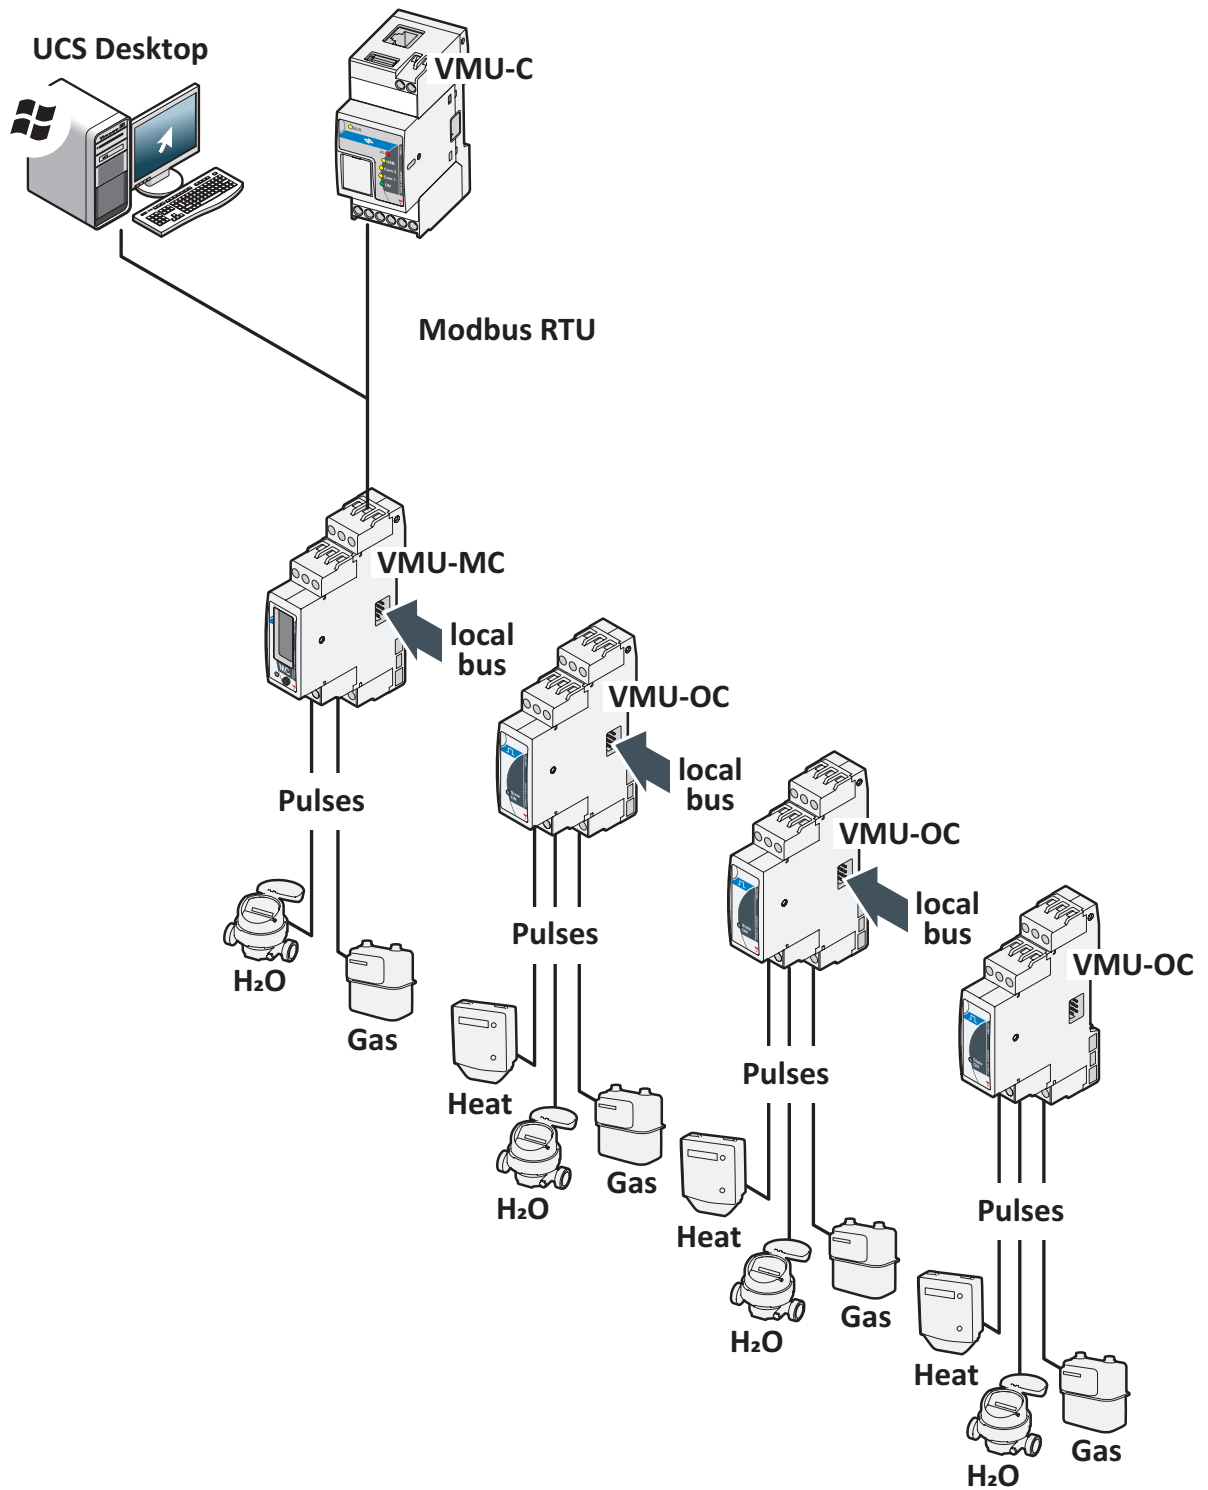 UCS Desktop
VMU-C
Modbus RTU
VMU-MC
local
bus
VMU-OC
local
bus
Pulses
VMU-OC
local
bus
Pulses
H₂O
Gas
VMU-OC
Heat
Pulses
H₂O
Gas
Pulses
Heat
H₂O
Gas
Heat
H₂O
Gas